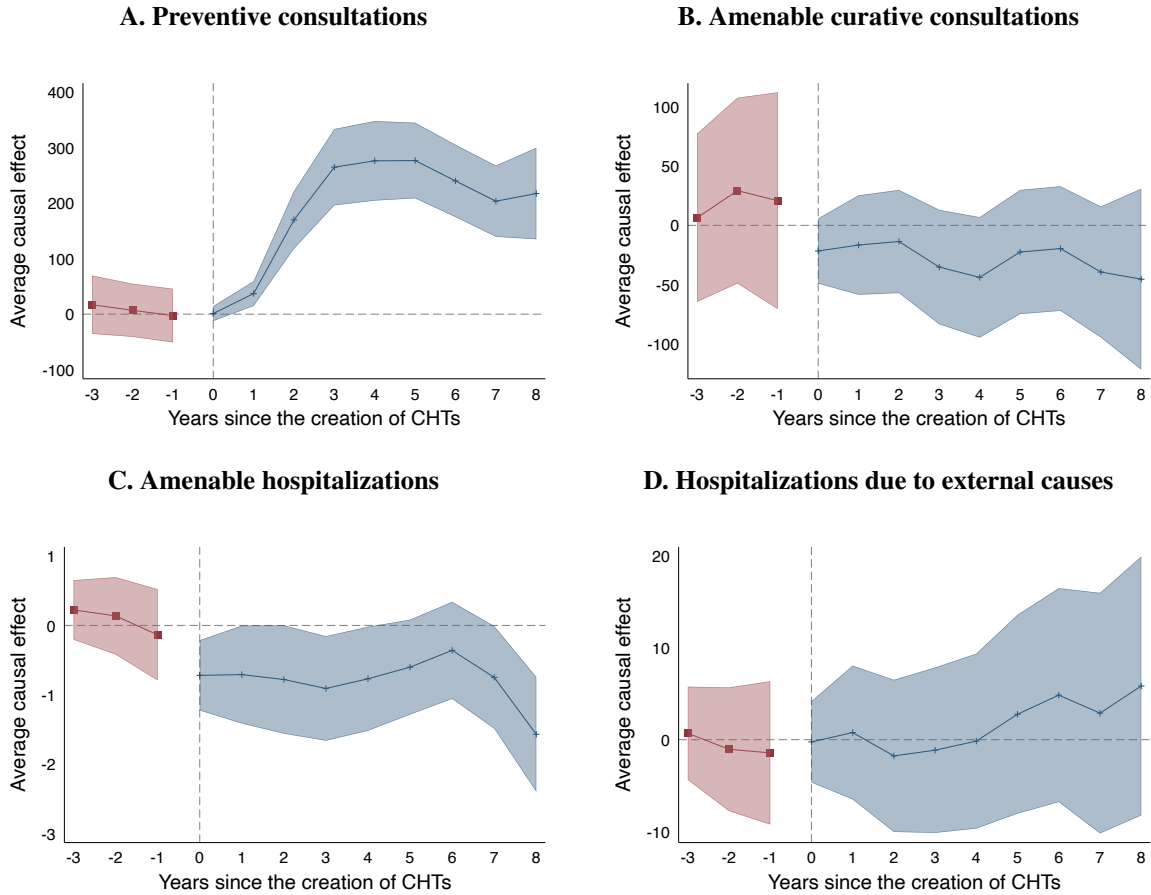 A. Preventive consultations
Average causal effect
400
300
200
100
0
-100
-3 -2 -1 0 1 2 3 4 5 6 7 8
Years since the creation of CHTs
B. Amenable curative consultations
Average causal effect
100
50
0
-50
-100
-3 -2 -1 0 1 2 3 4 5 6 7 8
Years since the creation of CHTs
C. Amenable hospitalizations
Average causal effect
1
0
-1
-2
-3
-3 -2 -1 0 1 2 3 4 5 6 7 8
Years since the creation of CHTs
D. Hospitalizations due to external causes
Average causal effect
20
10
0
-10
-3 -2 -1 0 1 2 3 4 5 6 7 8
Years since the creation of CHTs